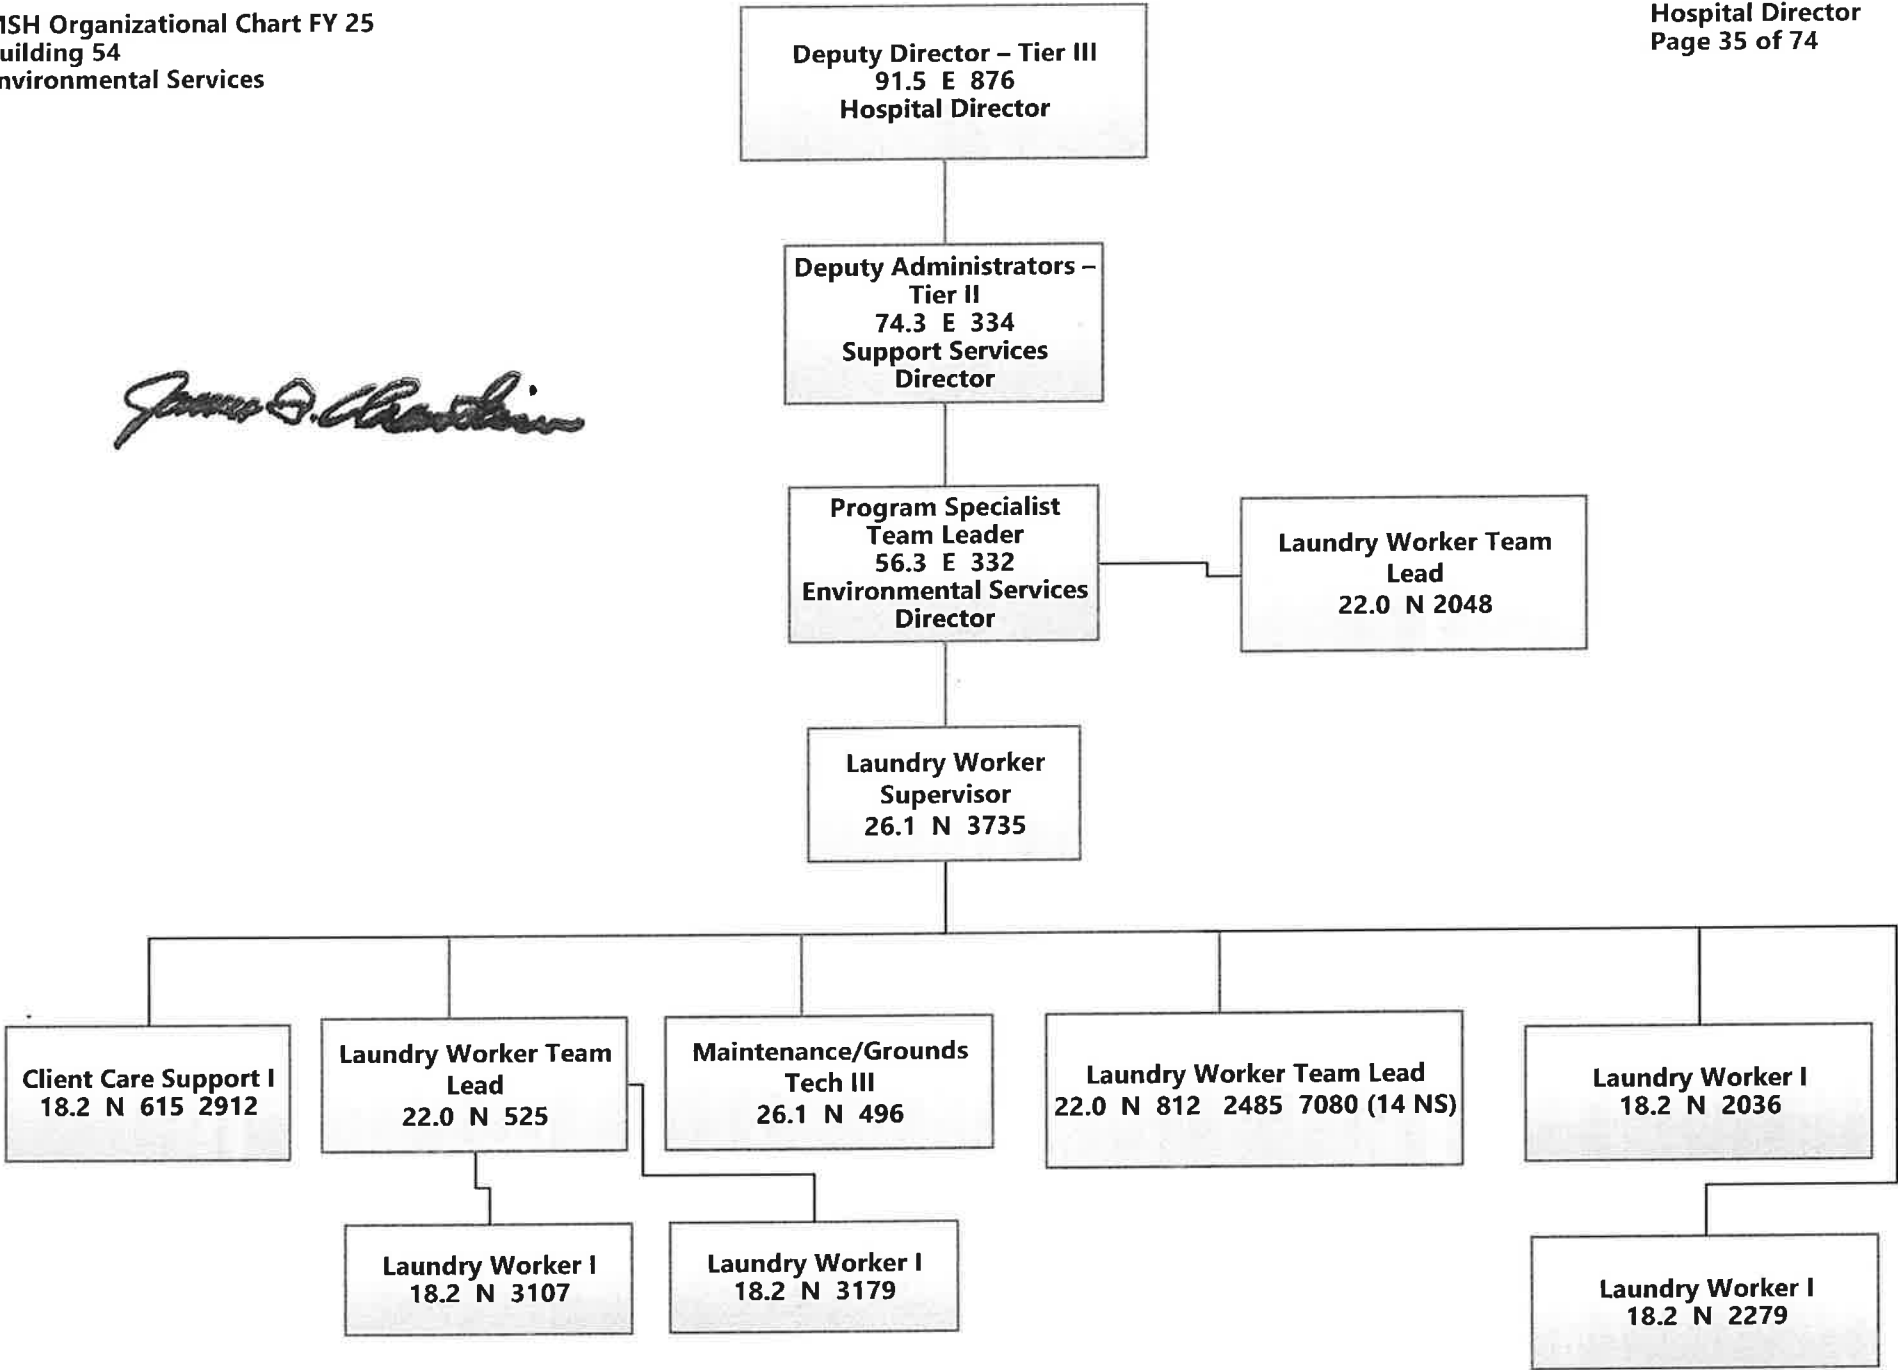 MSH Organizational Chart FY 25
uilding 54
nvironmental Services
Hospital Director
Page 35 of 74
Deputy Director – Tier III
91.5 E 876
Hospital Director
Deputy Administrators –
Tier II
74.3 E 334
Support Services
Director
Program Specialist
Team Leader
56.3 E 332
Environmental Services
Director
Laundry Worker Team
Lead
22.0 N 2048
Laundry Worker
Supervisor
26.1 N 3735
Client Care Support I
18.2 N 615 2912
Laundry Worker Team
Lead
22.0 N 525
Maintenance/Grounds
Tech III
26.1 N 496
Laundry Worker Team Lead
22.0 N 812 2485 7080 (14 NS)
Laundry Worker I
18.2 N 2036
Laundry Worker I
18.2 N 3107
Laundry Worker I
18.2 N 3179
Laundry Worker I
18.2 N 2279